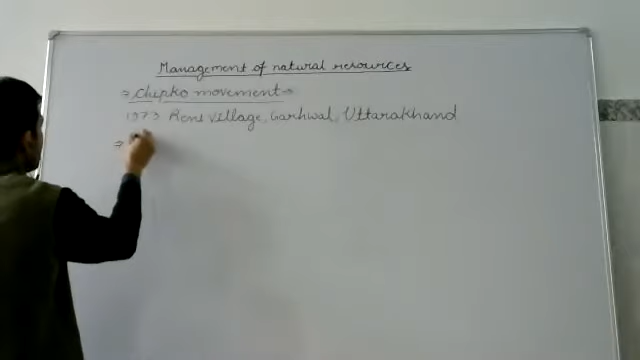 Management of natural resources
⇒ Chipko movement ⇒
1973 Reni Village, Garhwal, Uttarakhand
⇒